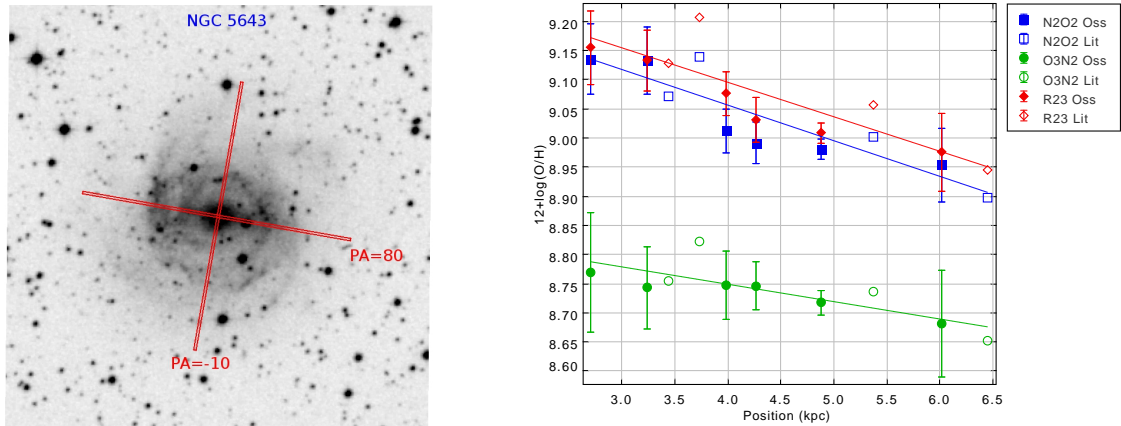 NGC 5643
PA=80
PA=-10
12+log(O/H)
9.20
9.15
9.10
9.05
9.00
8.95
8.90
8.85
8.80
8.75
8.70
8.65
8.60
3.0 3.5 4.0 4.5 5.0 5.5 6.0 6.5
Position (kpc)
N2O2 Oss
N2O2 Lit
O3N2 Oss
O3N2 Lit
R23 Oss
R23 Lit